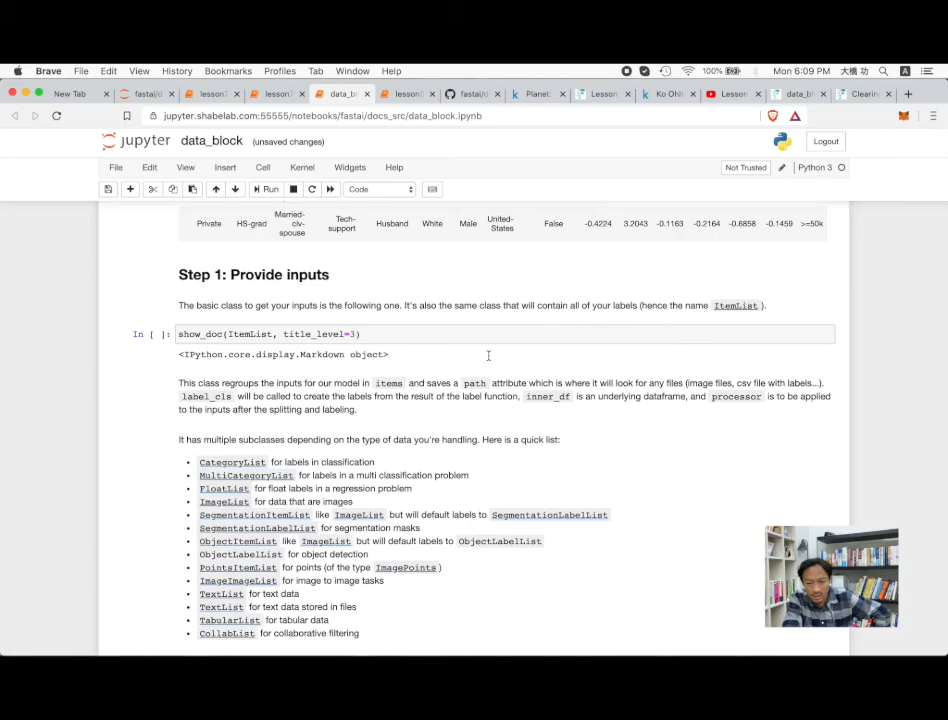 Brave File Edit View History Bookmarks Profiles Tab Window Help 100% Mon 6:09 PM 大橋 功 A
New Tab fastai/d lesson7 lesson7 data_bl fastai/d Planet: Lesson Ko Ohh Lesson data_b Clearing
jupyter.shabelab.com:55555/notebooks/fastai/docs_src/data_block.ipynb
jupyter data_block (unsaved changes) Logout
File Edit View Insert Cell Kernel Widgets Help Not Trusted Python 3
Run Code
Private HS-grad Married-civ-spouse Tech-support Husband White Male United-States False -0.4224 3.2043 -0.1163 -0.2164 -0.6858 -0.1459 >=50k
Step 1: Provide inputs
The basic class to get your inputs is the following one. It's also the same class that will contain all of your labels (hence the name ItemList ).
In [ ]: show_doc(ItemList, title_level=3)
<IPython.core.display.Markdown object>
This class regroups the inputs for our model in items and saves a path attribute which is where it will look for any files (image files, csv file with labels...).
label_cls will be called to create the labels from the result of the label function, inner_df is an underlying dataframe, and processor is to be applied
to the inputs after the splitting and labeling.
It has multiple subclasses depending on the type of data you're handling. Here is a quick list:
• CategoryList for labels in classification
• MultiCategoryList for labels in a multi classification problem
• FloatList for float labels in a regression problem
• ImageList for data that are images
• SegmentationItemList like ImageList but will default labels to SegmentationLabelList
• SegmentationLabelList for segmentation masks
• ObjectItemList like ImageList but will default labels to ObjectLabelList
• ObjectLabelList for object detection
• PointsItemList for points (of the type ImagePoints )
• ImageImageList for image to image tasks
• TextList for text data
• TextList for text data stored in files
• TabularList for tabular data
• CollabList for collaborative filtering